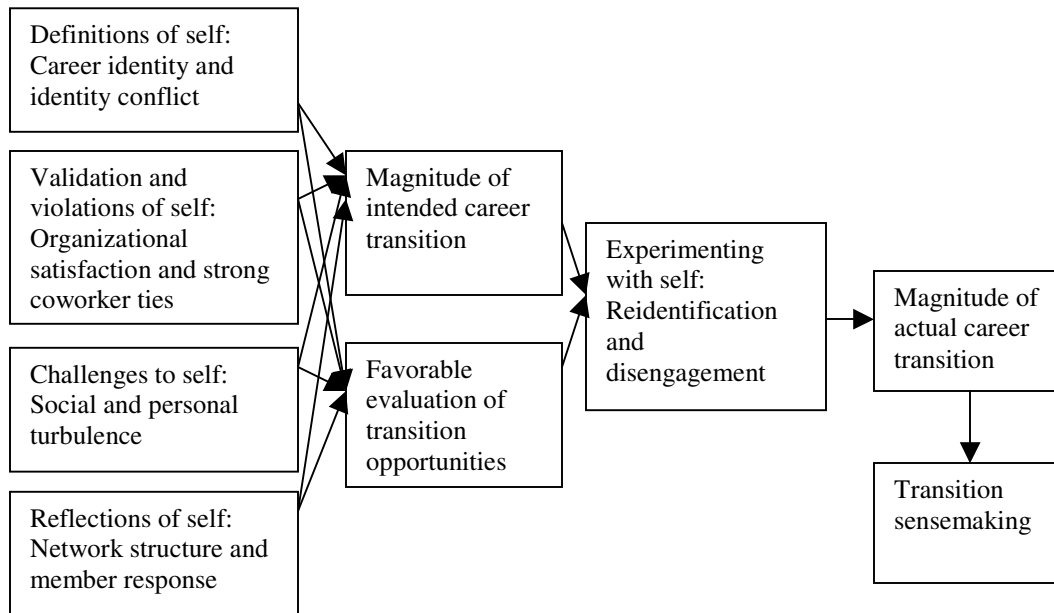 Definitions of self:
Career identity and
identity conflict
Validation and
violations of self:
Organizational
satisfaction and strong
coworker ties
Challenges to self:
Social and personal
turbulence
Reflections of self:
Network structure and
member response
Magnitude of
intended career
transition
Favorable
evaluation of
transition
opportunities
Experimenting
with self:
Reidentification
and
disengagement
Magnitude of
actual career
transition
Transition
sensemaking